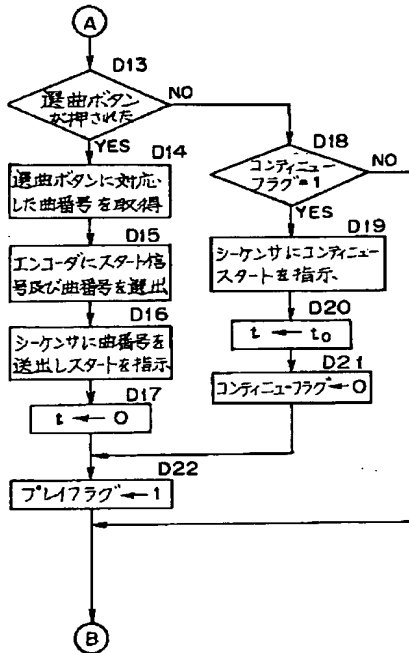 A
D13
選曲ボタン
が押された
NO
YES
D14
選曲ボタンに対応
した曲番号を取得
D15
エンコーダにスタート信
号及び曲番号を送出
D16
シーケンサに曲番号を
送出しスタートを指示
D17
t ← 0
D18
コンティニュー
フラグ=1
NO
YES
D19
シーケンサにコンティニュー
スタートを指示、
D20
t ← t0
D21
コンティニューフラグ←0
D22
プレイフラグ←1
B